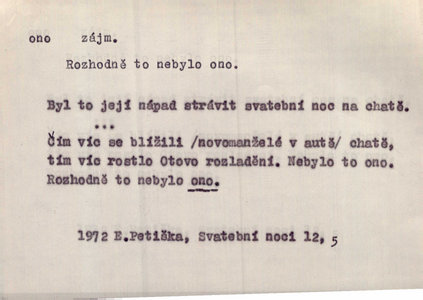 ono zájm.
Rozhodně to nebylo ono.
Byl to její nápad strávit svatební noc na chatě.
...
Čím víc se blížili /novomanželé v autě/ chatě,
tím víc rostlo Otovo rozladění. Nebylo to ono.
Rozhodně to nebylo ono.
1972 E.Petiška, Svatební noci 12, 5